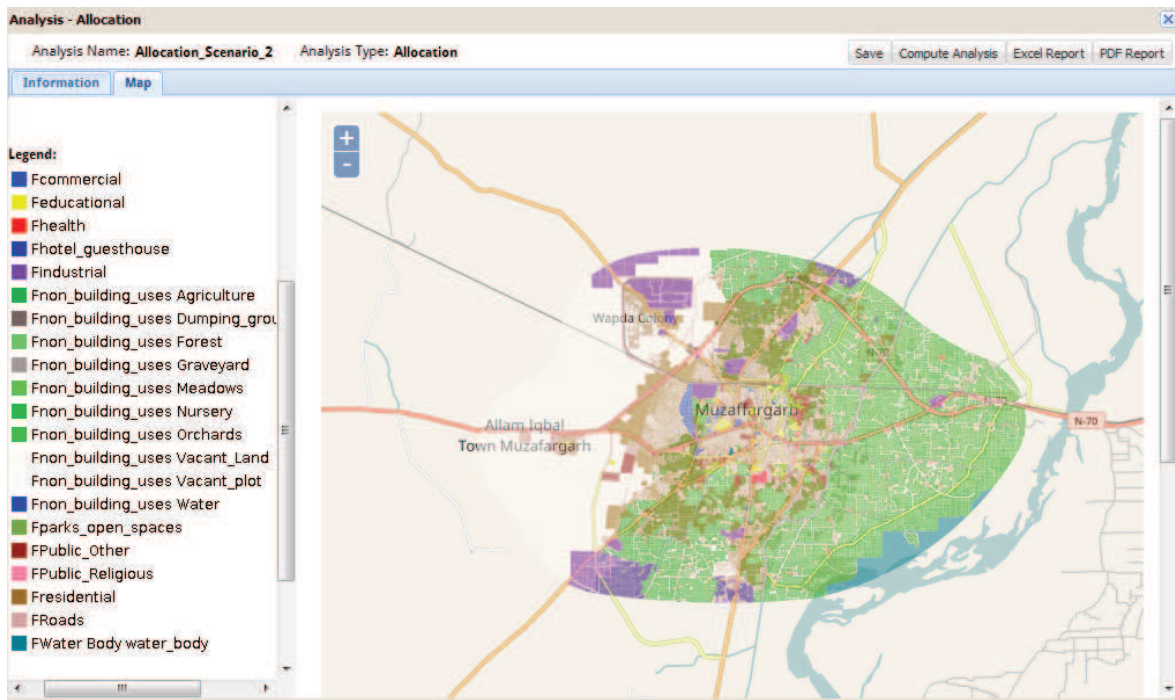 Analysis - Allocation
Analysis Name: Allocation_Scenario_2 Analysis Type: Allocation
Save Compute Analysis Excel Report PDF Report
Information Map
Legend:
Fcommercial
Feducational
Fhealth
Fhotel_guesthouse
Findustrial
Fnon_building_uses Agriculture
Fnon_building_uses Dumping_grou
Fnon_building_uses Forest
Fnon_building_uses Graveyard
Fnon_building_uses Meadows
Fnon_building_uses Nursery
Fnon_building_uses Orchards
Fnon_building_uses Vacant_Land
Fnon_building_uses Vacant_plot
Fnon_building_uses Water
Fparks_open_spaces
FPublic_Other
FPublic_Religious
Fresidential
FRoads
FWater Body water_body
+
-
N-70
Wapda Colony
N-70
N-70
Muzaffargarh
N-70
Allam Iqbal
Town Muzafargarh